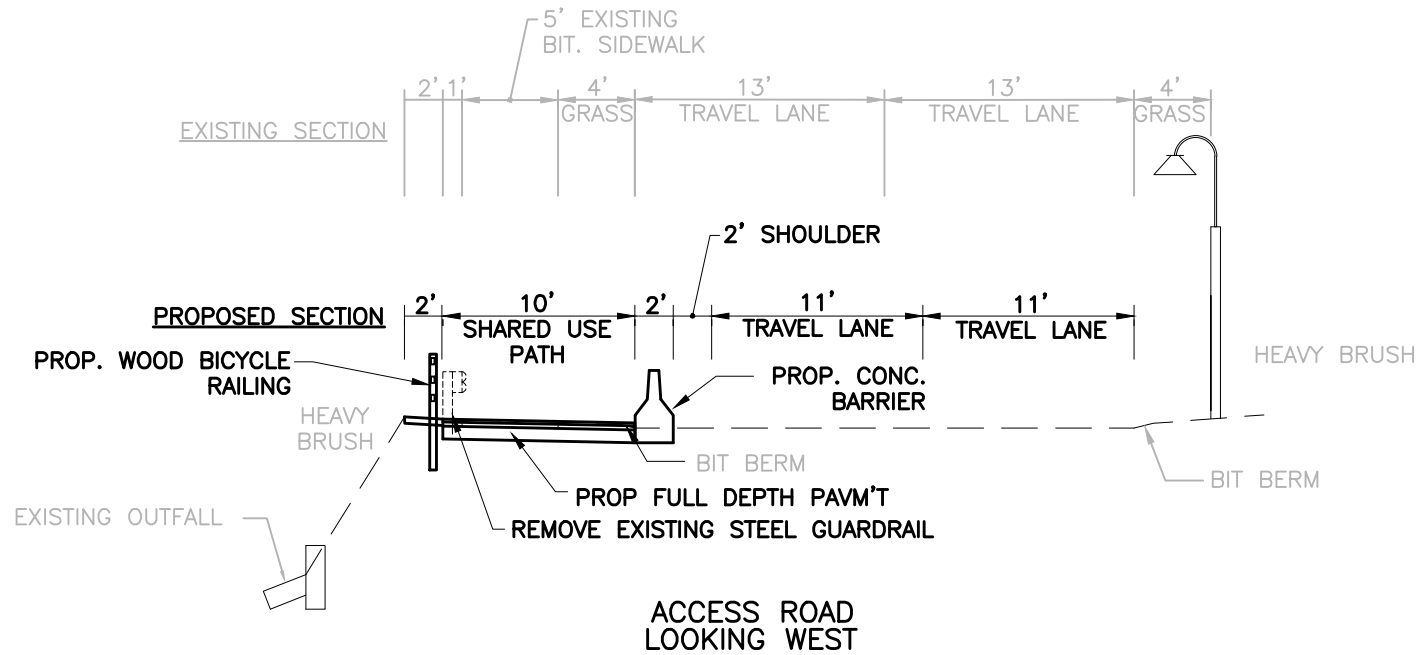 5' EXISTING
BIT. SIDEWALK
2' 1' 4' 13' 13' 4'
GRASS TRAVEL LANE TRAVEL LANE GRASS
EXISTING SECTION
2' SHOULDER
2' 10' 2' 11' 11'
PROPOSED SECTION
SHARED USE
PATH
TRAVEL LANE TRAVEL LANE
PROP. WOOD BICYCLE
RAILING
HEAVY BRUSH
PROP. CONC.
BARRIER
HEAVY
BRUSH
BIT BERM
BIT BERM
PROP FULL DEPTH PAVM'T
EXISTING OUTFALL
REMOVE EXISTING STEEL GUARDRAIL
ACCESS ROAD
LOOKING WEST